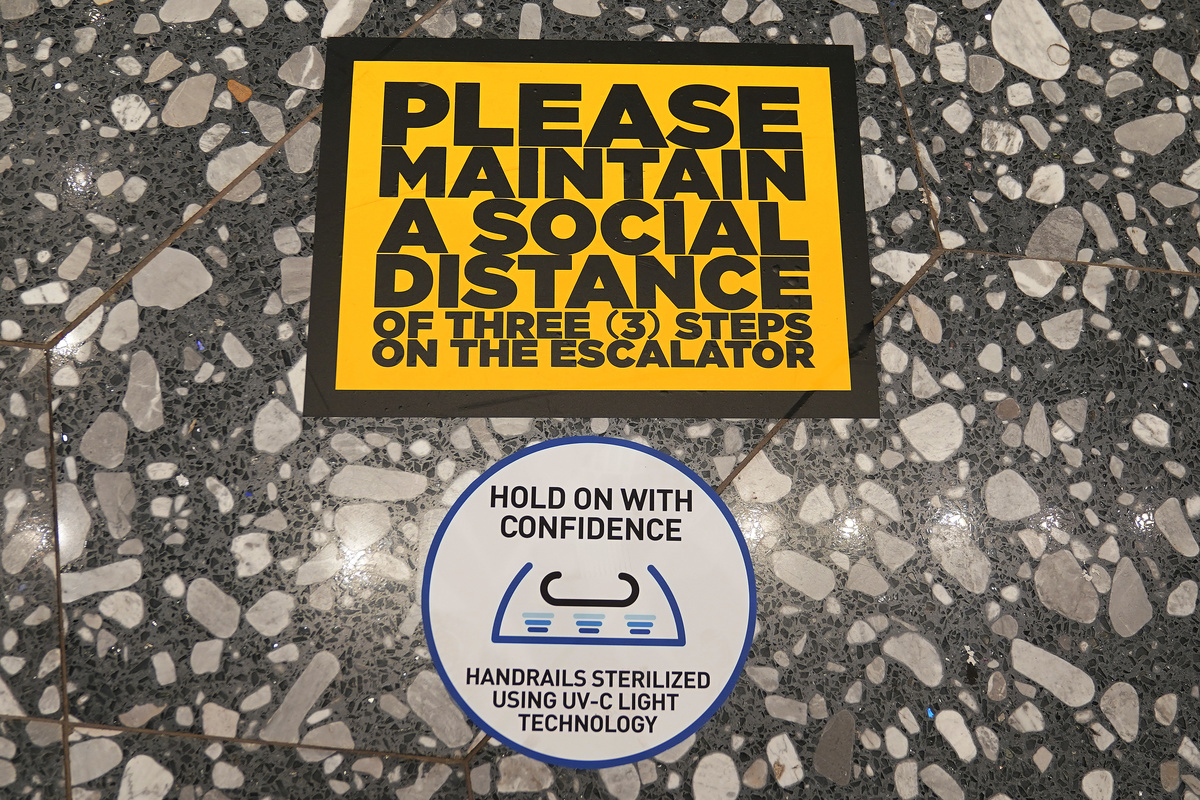 PLEASE
MAINTAIN
A SOCIAL
DISTANCE
OF THREE (3) STEPS
ON THE ESCALATOR
HOLD ON WITH
CONFIDENCE
HANDRAILS STERILIZED
USING UV-C LIGHT
TECHNOLOGY